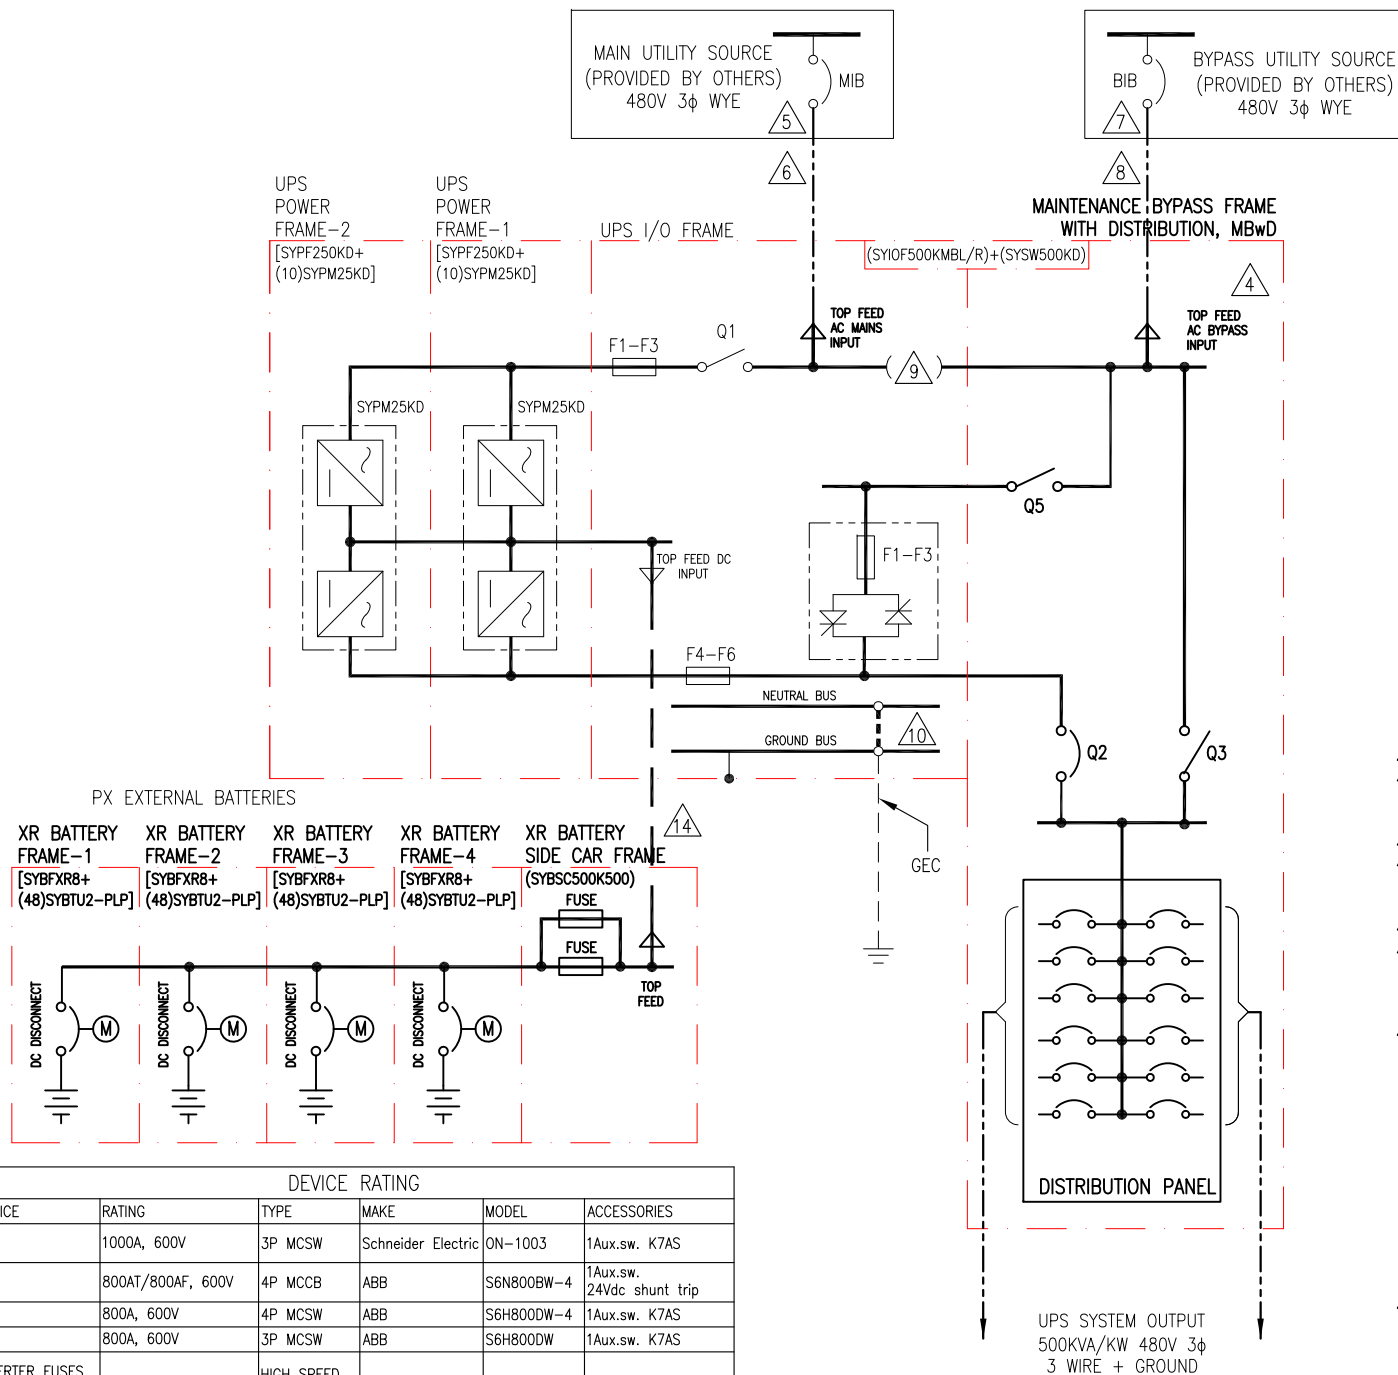 MAIN UTILITY SOURCE
(PROVIDED BY OTHERS)
480V 3ϕ WYE
MIB
5
6
BYPASS UTILITY SOURCE
(PROVIDED BY OTHERS)
480V 3ϕ WYE
BIB
7
8
UPS
POWER
FRAME-2
[SYPF250KD+
(10)SYPM25KD]
UPS
POWER
FRAME-1
[SYPF250KD+
(10)SYPM25KD]
UPS I/O FRAME
(SYIOF500KMBL/R)+(SYSW500KD)
MAINTENANCE BYPASS FRAME
WITH DISTRIBUTION, MBwD
4
TOP FEED
AC MAINS
INPUT
TOP FEED
AC BYPASS
INPUT
F1-F3
Q1
9
SYPM25KD
SYPM25KD
Q5
F1-F3
TOP FEED DC
INPUT
F4-F6
NEUTRAL BUS
GROUND BUS
10
Q2
Q3
GEC
14
PX EXTERNAL BATTERIES
XR BATTERY
FRAME-1
[SYBFXR8+
(48)SYBTU2-PLP]
XR BATTERY
FRAME-2
[SYBFXR8+
(48)SYBTU2-PLP]
XR BATTERY
FRAME-3
[SYBFXR8+
(48)SYBTU2-PLP]
XR BATTERY
FRAME-4
[SYBFXR8+
(48)SYBTU2-PLP]
XR BATTERY
SIDE CAR FRAME
(SYBSC500K500)
FUSE
FUSE
TOP
FEED
DC DISCONNECT
M
DC DISCONNECT
M
DC DISCONNECT
M
DC DISCONNECT
M
DISTRIBUTION PANEL
UPS SYSTEM OUTPUT
500KVA/KW 480V 3ϕ
3 WIRE + GROUND
DEVICE RATING
ICE RATING TYPE MAKE MODEL ACCESSORIES
1000A, 600V 3P MCSW Schneider Electric ON-1003 1Aux.sw. K7AS
800AT/800AF, 600V 4P MCCB ABB S6N800BW-4 1Aux.sw.
24Vdc shunt trip
800A, 600V 4P MCSW ABB S6H800DW-4 1Aux.sw. K7AS
800A, 600V 3P MCSW ABB S6H800DW 1Aux.sw. K7AS
ERTER FUSES HIGH SPEED